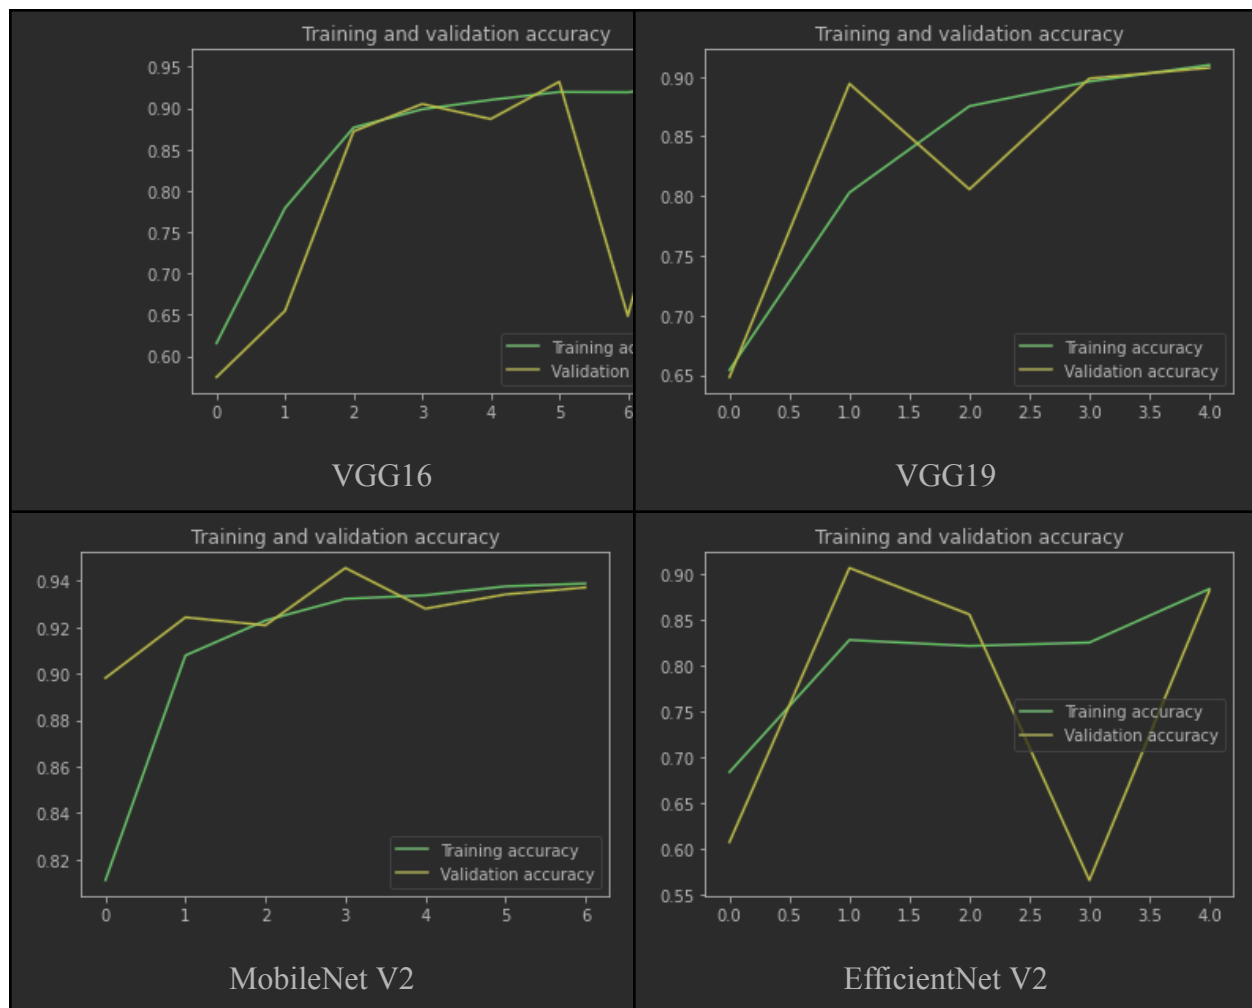 Training and validation accuracy
0.95
0.90
0.85
0.80
0.75
0.70
0.65
0.60
Training
Validation
0 1 2 3 4 5 6
VGG16
Training and validation accuracy
0.90
0.85
0.80
0.75
0.70
0.65
Training accuracy
Validation accuracy
0.0 0.5 1.0 1.5 2.0 2.5 3.0 3.5 4.0
VGG19
Training and validation accuracy
0.94
0.92
0.90
0.88
0.86
0.84
0.82
Training accuracy
Validation accuracy
0 1 2 3 4 5 6
MobileNet V2
Training and validation accuracy
0.90
0.85
0.80
0.75
0.70
0.65
0.60
0.55
Training accuracy
Validation accuracy
0.0 0.5 1.0 1.5 2.0 2.5 3.0 3.5 4.0
EfficientNet V2